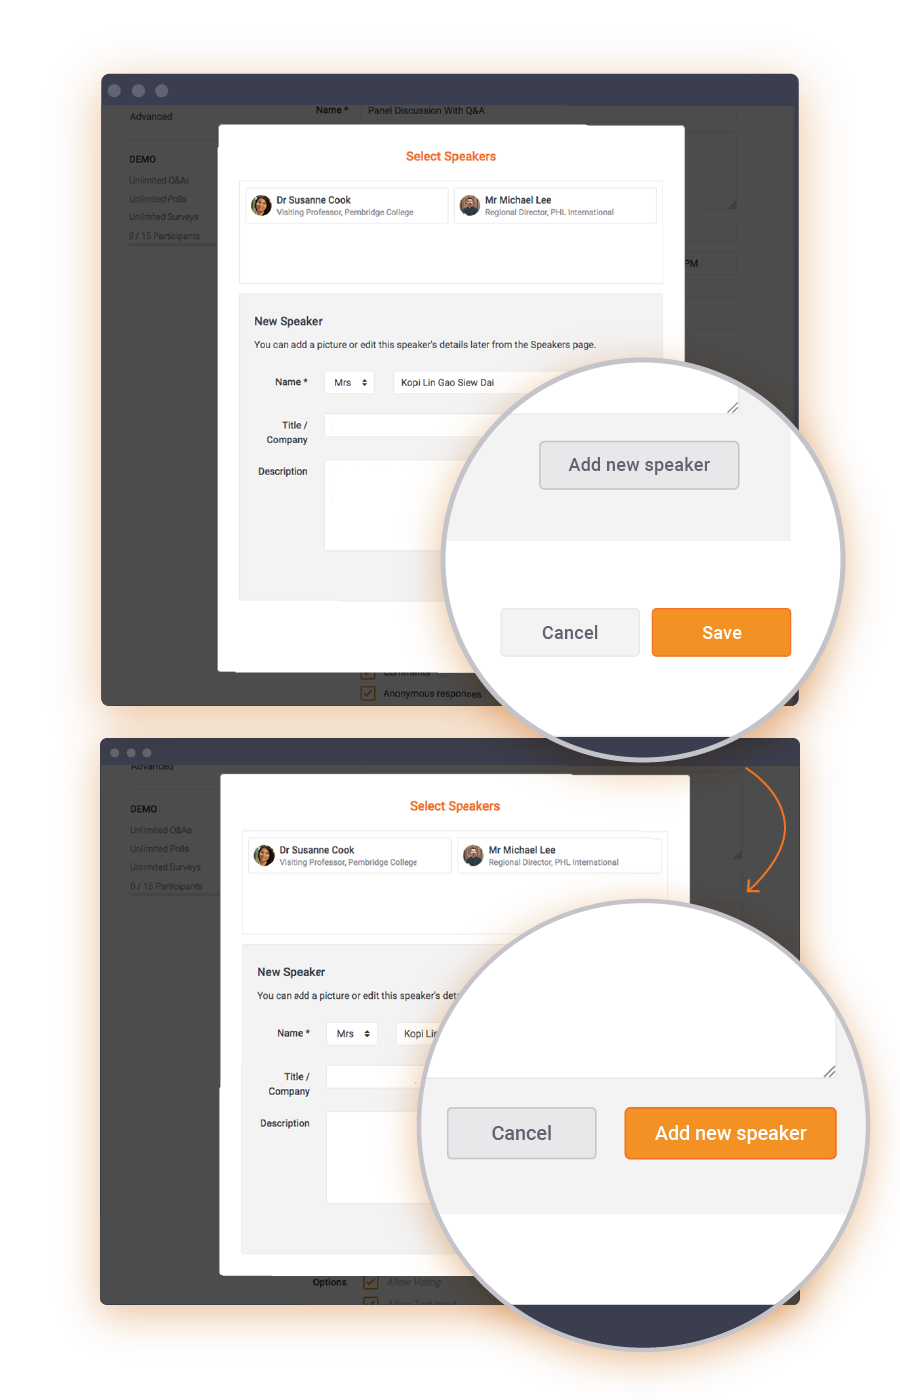 Advanced
Name *
Panel Discussion With Q&A
DEMO
Unlimited Q&As
Unlimited Polls
Unlimited Surveys
0 / 15 Participants
Select Speakers
Dr Susanne Cook
Visiting Professor, Pembridge College
Mr Michael Lee
Regional Director, PHL International
PM
New Speaker
You can add a picture or edit this speaker's details later from the Speakers page.
Name *
Mrs
Kopi Lin Gao Siew Dai
Title /
Company
Description
Add new speaker
Cancel
Save
Comments
Anonymous responses
Advanced
DEMO
Unlimited Q&As
Unlimited Polls
Unlimited Surveys
0 / 15 Participants
Select Speakers
Dr Susanne Cook
Visiting Professor, Pembridge College
Mr Michael Lee
Regional Director, PHL International
New Speaker
You can add a picture or edit this speaker's det
Name *
Mrs
Kopi Lin
Title /
Company
Description
Cancel
Add new speaker
Options
Allow Voting
Allow Text Input